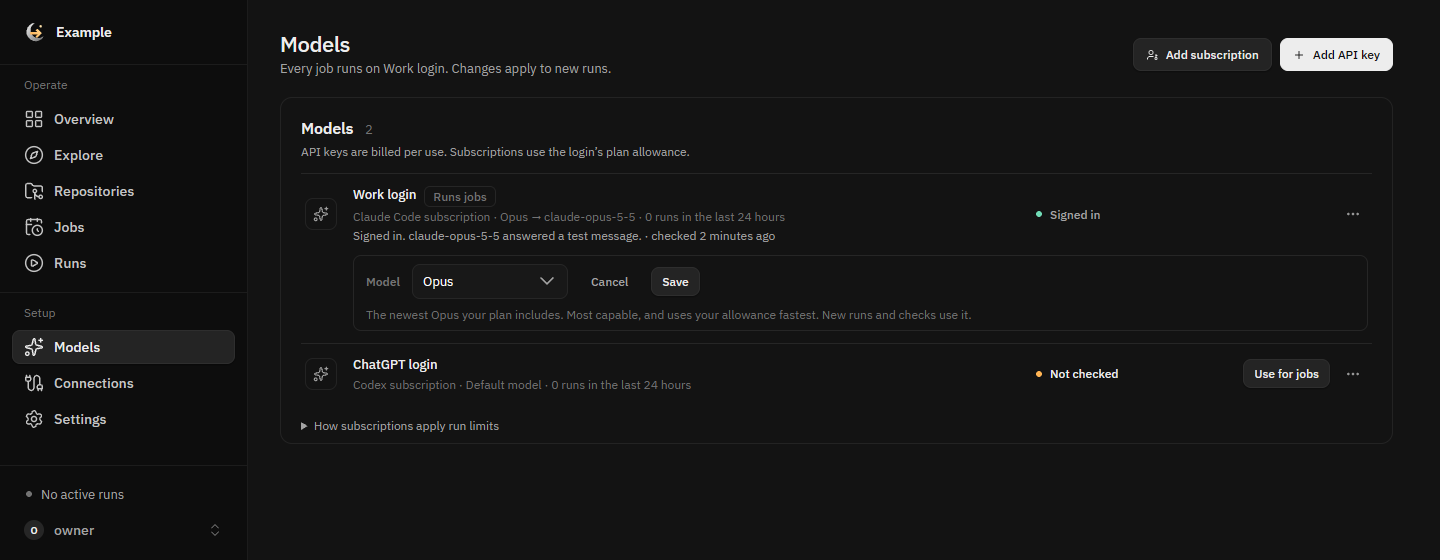 Example
Operate
Overview
Explore
Repositories
Jobs
Runs
Setup
Models
Connections
Settings
No active runs
o owner
Models
Every job runs on Work login. Changes apply to new runs.
Add subscription
Add API key
Models 2
API keys are billed per use. Subscriptions use the login's plan allowance.
Work login Runs jobs
Claude Code subscription · Opus → claude-opus-5-5 · 0 runs in the last 24 hours
Signed in
Signed in. claude-opus-5-5 answered a test message. · checked 2 minutes ago
Model Opus Cancel Save
The newest Opus your plan includes. Most capable, and uses your allowance fastest. New runs and checks use it.
ChatGPT login
Codex subscription · Default model · 0 runs in the last 24 hours
Not checked
Use for jobs
How subscriptions apply run limits